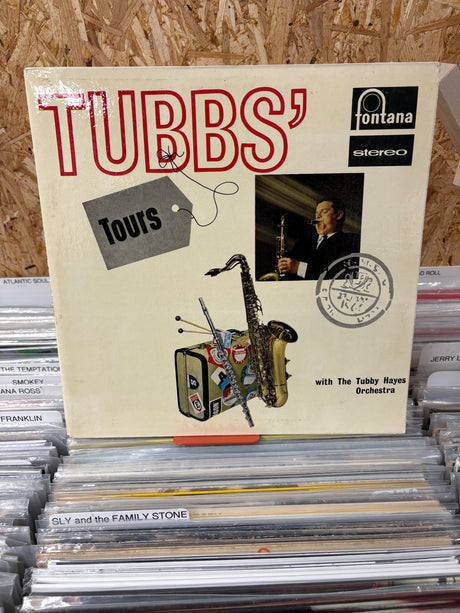 TUBBS'
fontana
stereo
Tours
with The Tubby Hayes
Orchestra
ATLANTIC SOUL
THE TEMPTATIO
SMOKEY
ANA ROSS
FRANKLIN
D ROLL
JERRY L
SLY and the FAMILY STONE